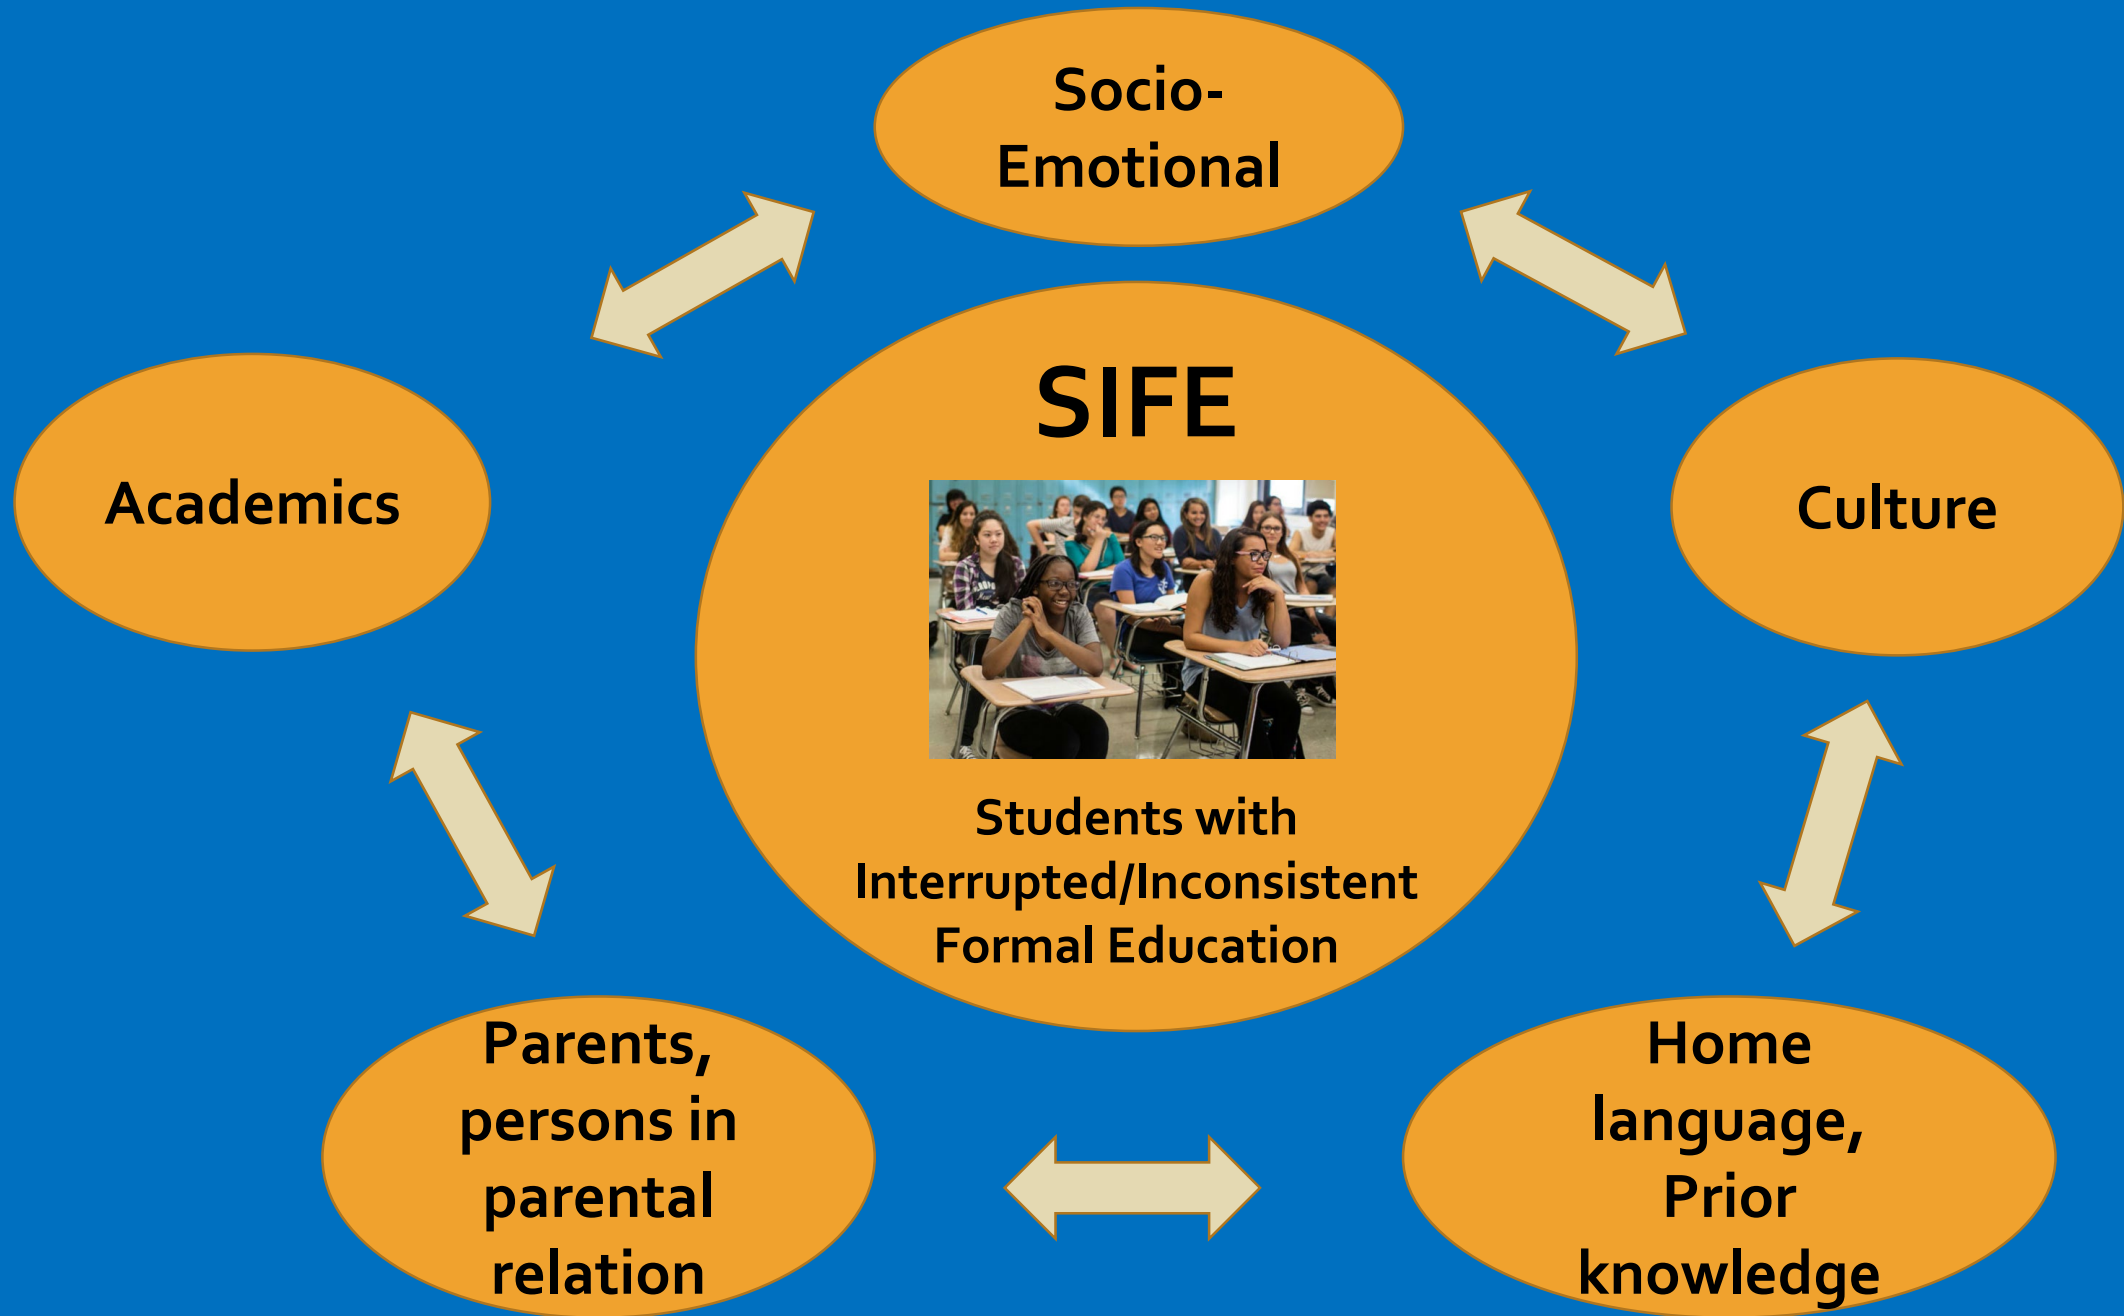 Socio-
Emotional
SIFE
Academics
Culture
Students with
Interrupted/Inconsistent
Formal Education
Parents,
persons in
parental
relation
Home
language,
Prior
knowledge